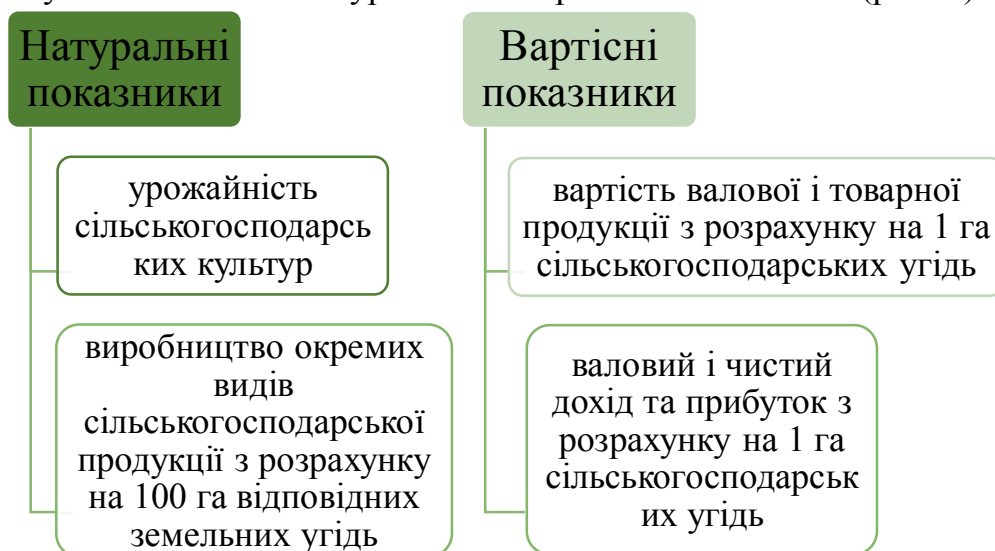 Натуральні
показники
урожайність
сільськогосподарсь
ких культур
виробництво окремих
видів
сільськогосподарської
продукції з розрахунку
на 100 га відповідних
земельних угідь
Вартісні
показники
вартість валової і товарної
продукції з розрахунку на 1 га
сільськогосподарських угідь
валовий і чистий
дохід та прибуток з
розрахунку на 1 га
сільськогосподарськ
их угідь